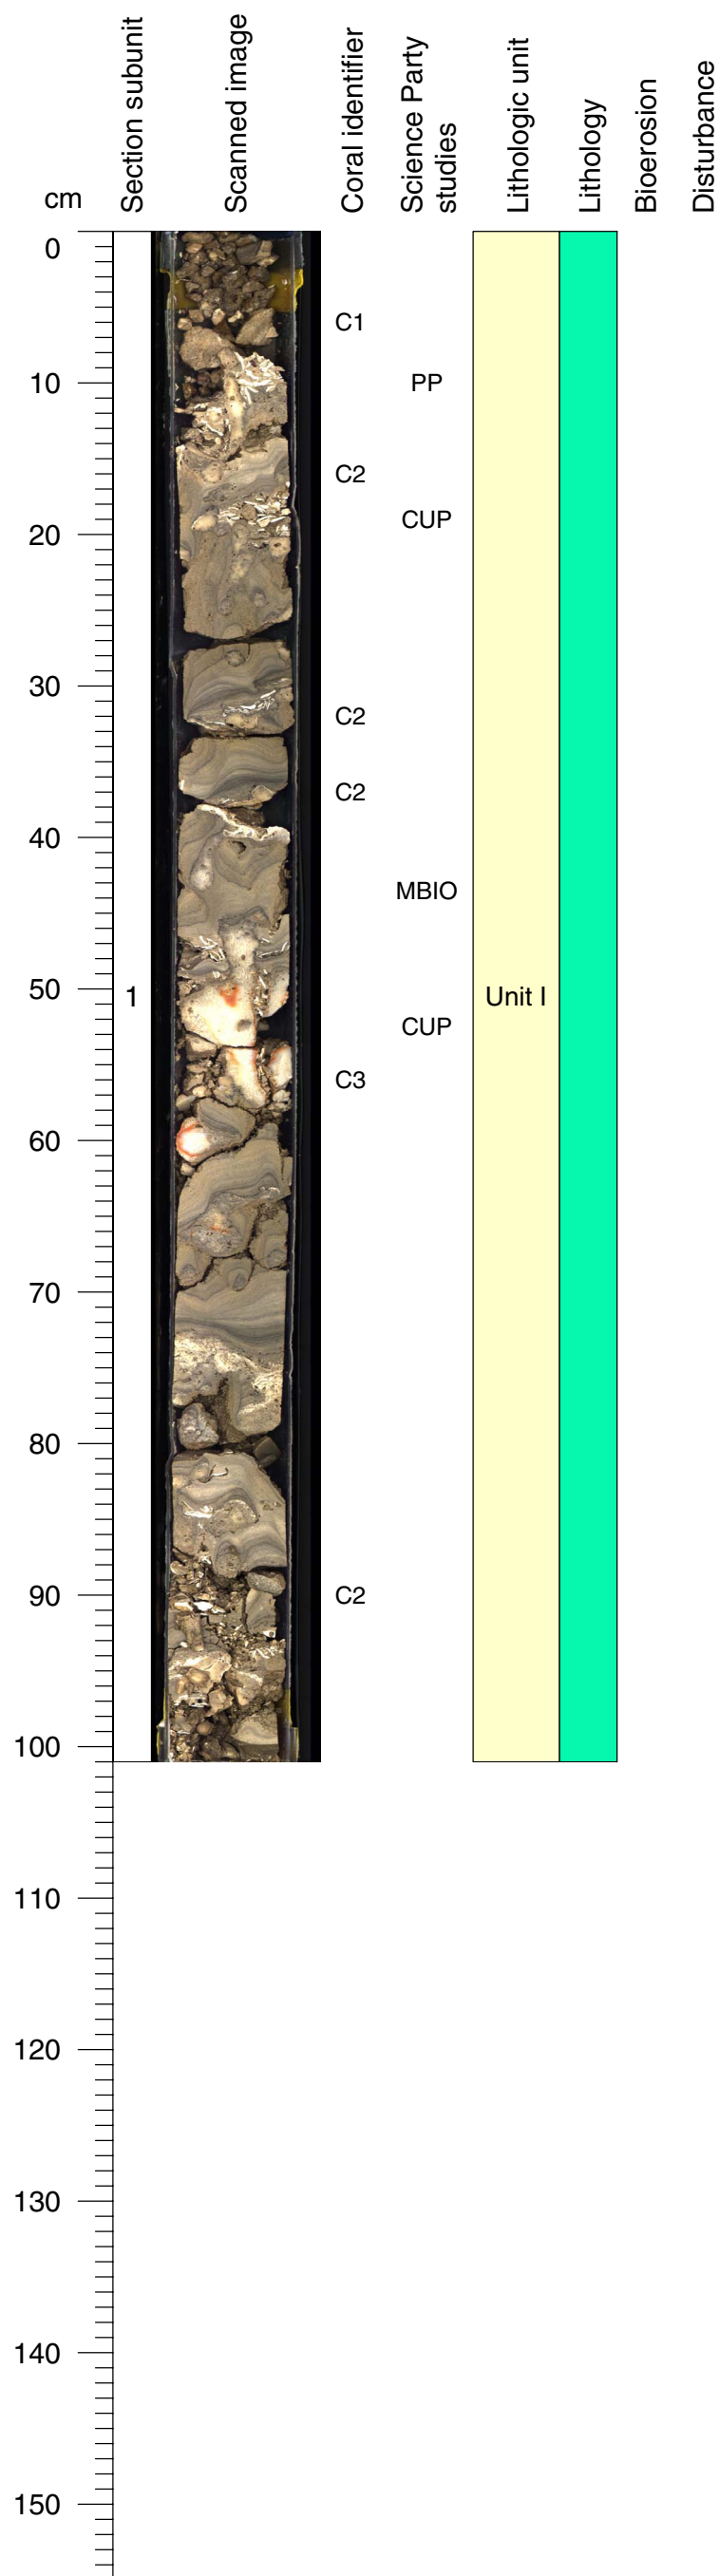 cm
Section subunit
Scanned image
Coral identifier
Science Party
studies
Lithologic unit
Lithology
Bioerosion
Disturbance
0
C1
10
PP
C2
CUP
20
30
C2
C2
40
MBIO
50
1
Unit I
CUP
C3
60
70
80
90
C2
100
110
120
130
140
150